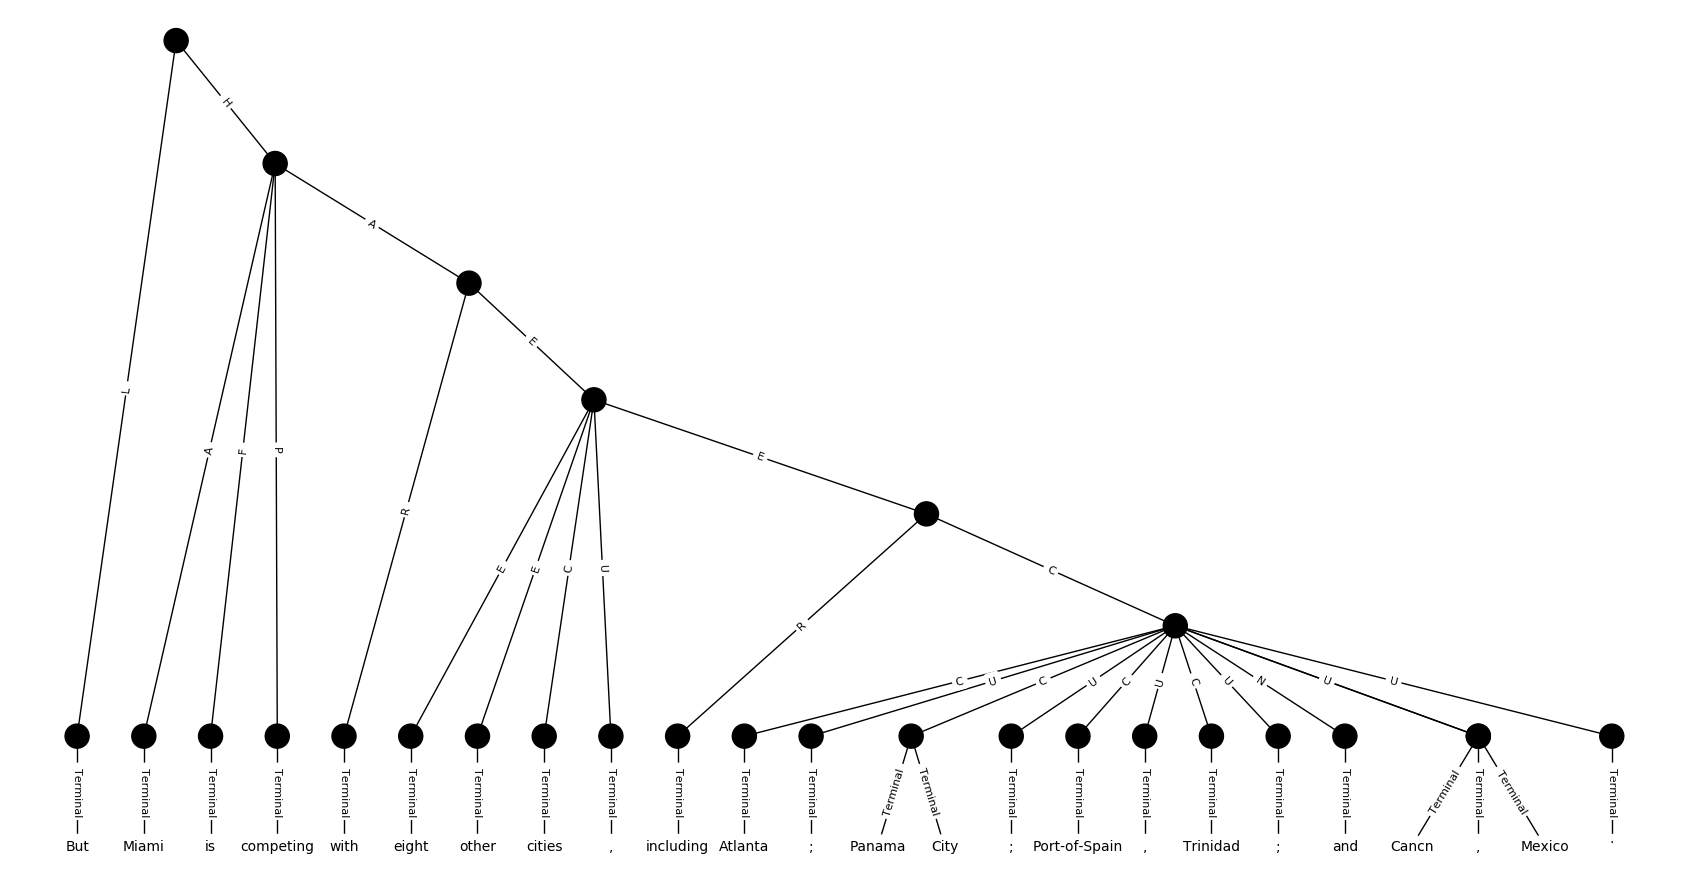 H
A
E
L
A
F
P
E
R
E
E
C
U
C
R
C
U
C
U
C
U
C
U
N
U
U
Terminal Terminal Terminal Terminal Terminal Terminal Terminal Terminal Terminal Terminal Terminal Terminal Terminal Terminal Terminal Terminal Terminal Terminal Terminal Terminal Terminal Terminal Terminal Terminal
But Miami is competing with eight other cities , including Atlanta ; Panama City ; Port-of-Spain , Trinidad ; and Cancn , Mexico .